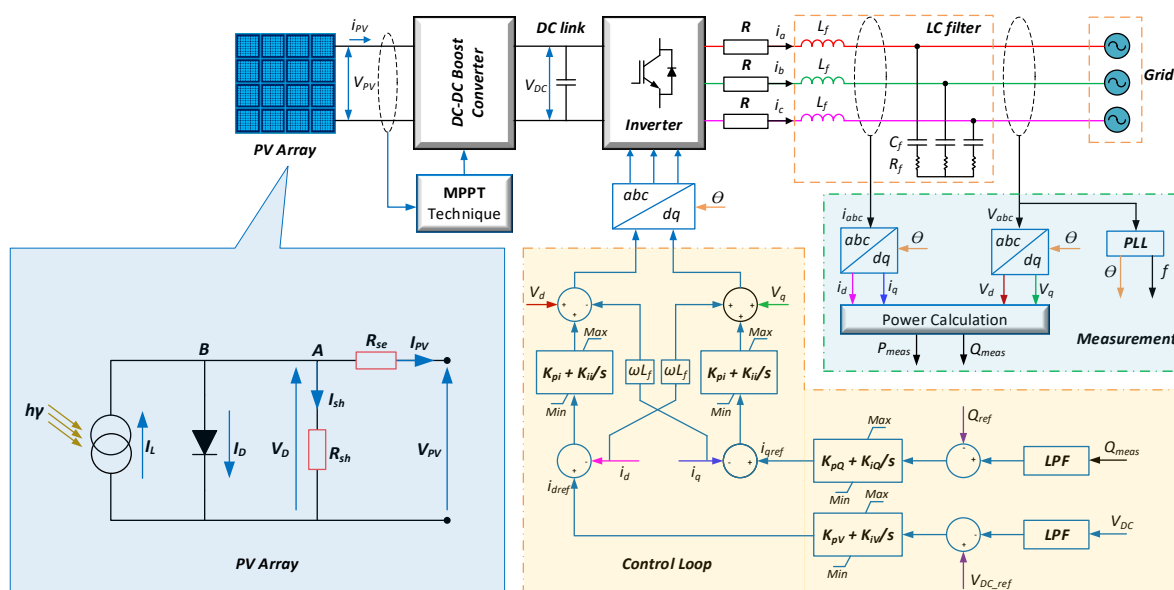 i_PV
V_PV
PV Array
DC-DC Boost
Converter
MPPT
Technique
DC link
V_DC
Inverter
R
i_a
L_f
R
i_b
L_f
R
i_c
L_f
LC filter
C_f
R_f
Grid
abc
dq
Θ
i_abc
V_abc
abc
dq
Θ
abc
dq
Θ
PLL
Θ
f
i_d
i_q
V_d
V_q
Power Calculation
P_meas
Q_meas
Measurement
hγ
I_L
B
I_D
A
V_D
I_sh
R_sh
R_se
I_PV
V_PV
PV Array
V_d
+
+
-
+
-
+
V_q
Max
K_pi + K_ii/s
Min
ωL_f
ωL_f
Max
K_pi + K_ii/s
Min
+
-
i_d
i_q
-
+
i_dref
i_qref
Max
K_pQ + K_iQ/s
Min
Q_ref
-
+
LPF
Q_meas
Max
K_pV + K_iV/s
Min
-
+
LPF
V_DC
V_DC_ref
Control Loop